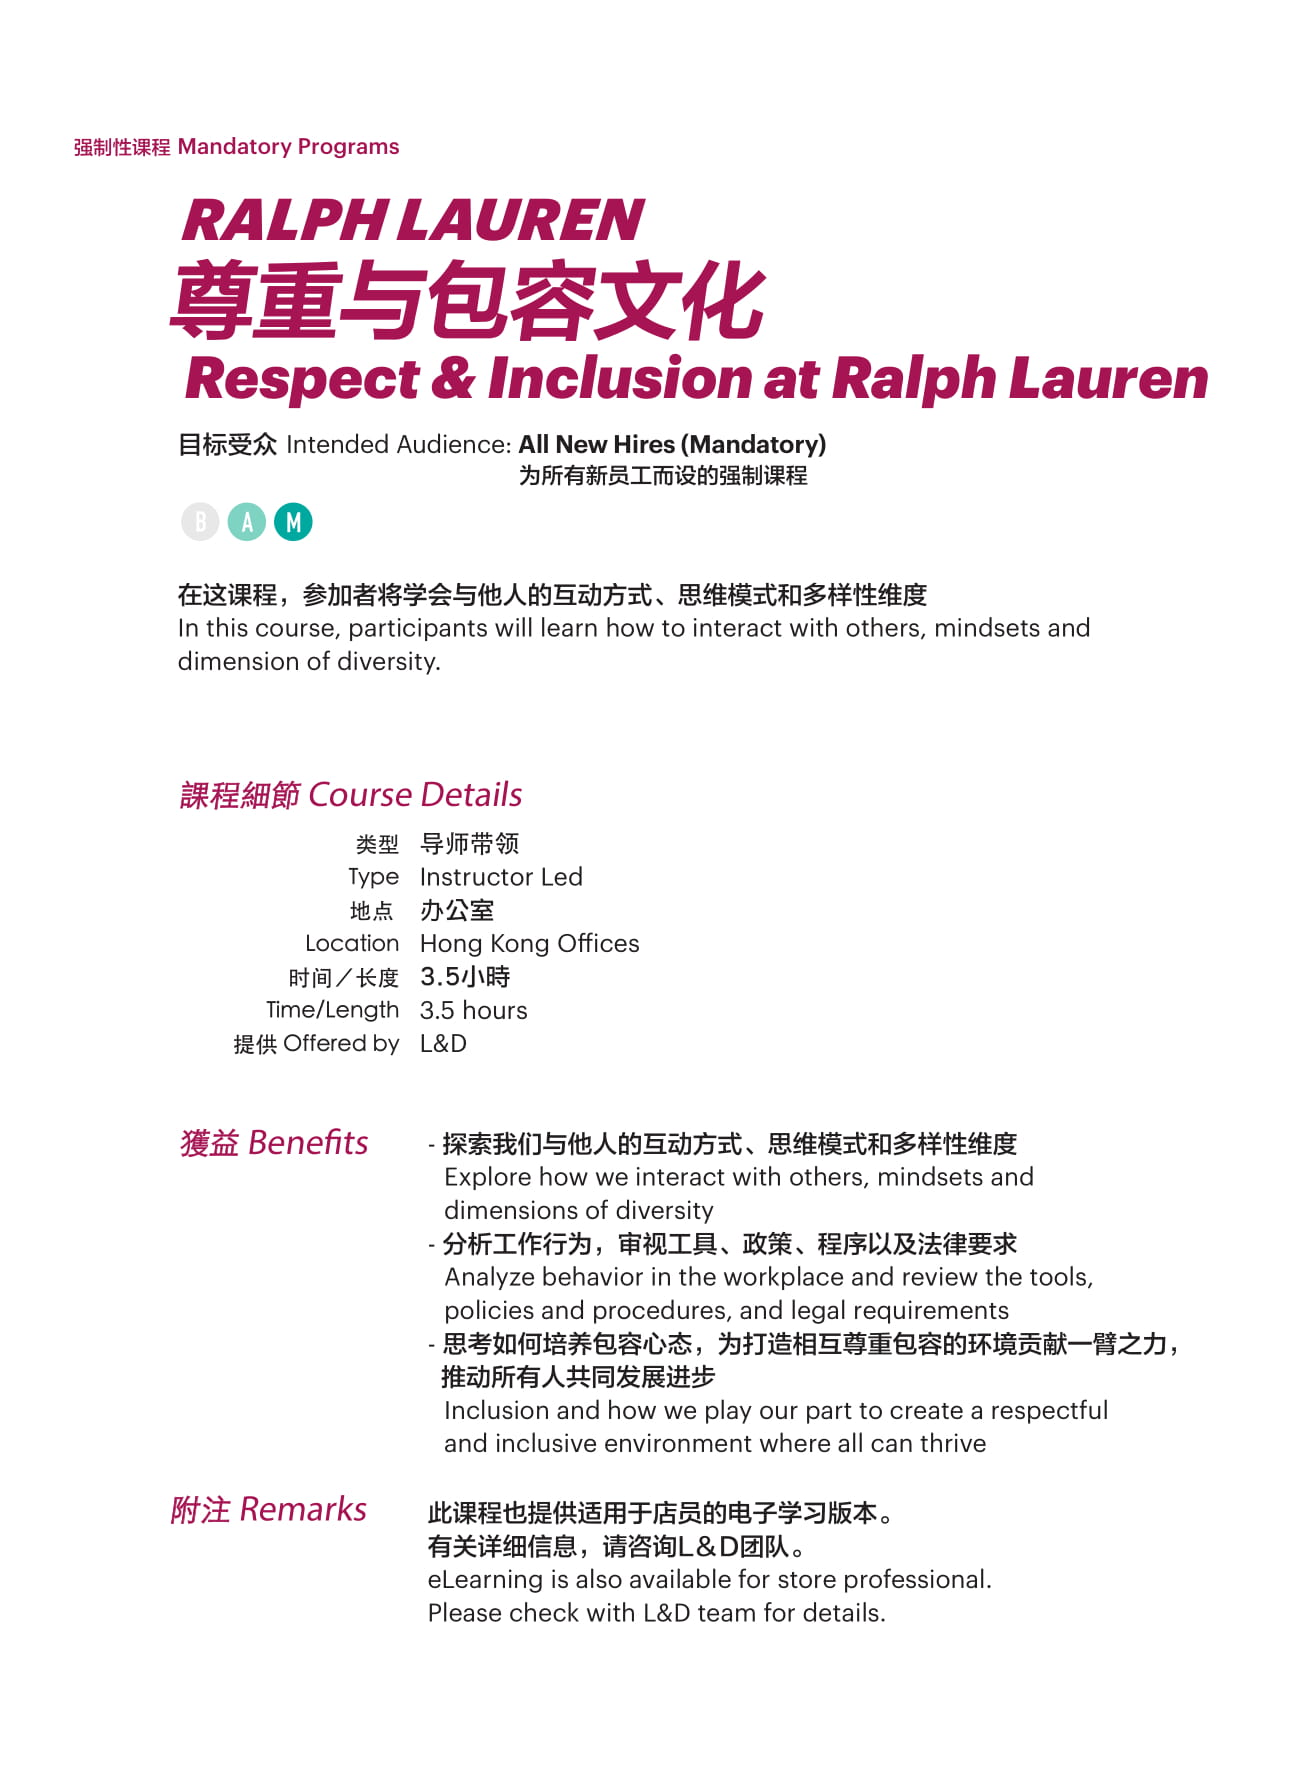 强制性课程 Mandatory Programs
RALPH LAUREN
尊重与包容文化
Respect & Inclusion at Ralph Lauren
目标受众 Intended Audience: All New Hires (Mandatory)
为所有新员工而设的强制课程
B A M
在这课程，参加者将学会与他人的互动方式、思维模式和多样性维度
In this course, participants will learn how to interact with others, mindsets and
dimension of diversity.
課程細節 Course Details
类型 导师带领
Type Instructor Led
地点 办公室
Location Hong Kong Offices
时间／长度 3.5小時
Time/Length 3.5 hours
提供 Offered by L&D
獲益 Benefits
- 探索我们与他人的互动方式、思维模式和多样性维度
Explore how we interact with others, mindsets and
dimensions of diversity
- 分析工作行为，审视工具、政策、程序以及法律要求
Analyze behavior in the workplace and review the tools,
policies and procedures, and legal requirements
- 思考如何培养包容心态，为打造相互尊重包容的环境贡献一臂之力，
推动所有人共同发展进步
Inclusion and how we play our part to create a respectful
and inclusive environment where all can thrive
附注 Remarks
此课程也提供适用于店员的电子学习版本。
有关详细信息，请咨询L＆D团队。
eLearning is also available for store professional.
Please check with L&D team for details.